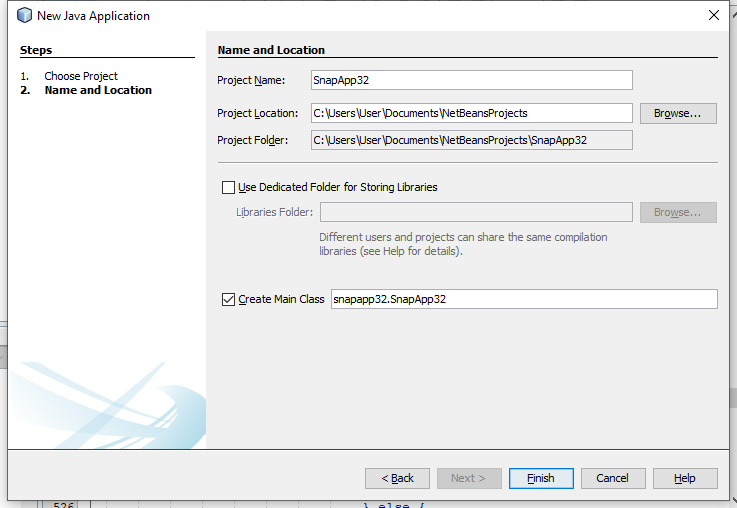 New Java Application
Steps
1. Choose Project
2. Name and Location
Name and Location
Project Name: SnapApp32
Project Location: C:\Users\User\Documents\NetBeansProjects Browse...
Project Folder: C:\Users\User\Documents\NetBeansProjects\SnapApp32
Use Dedicated Folder for Storing Libraries
Libraries Folder: Browse...
Different users and projects can share the same compilation
libraries (see Help for details).
Create Main Class snapapp32.SnapApp32
< Back Next > Finish Cancel Help
526 } else {